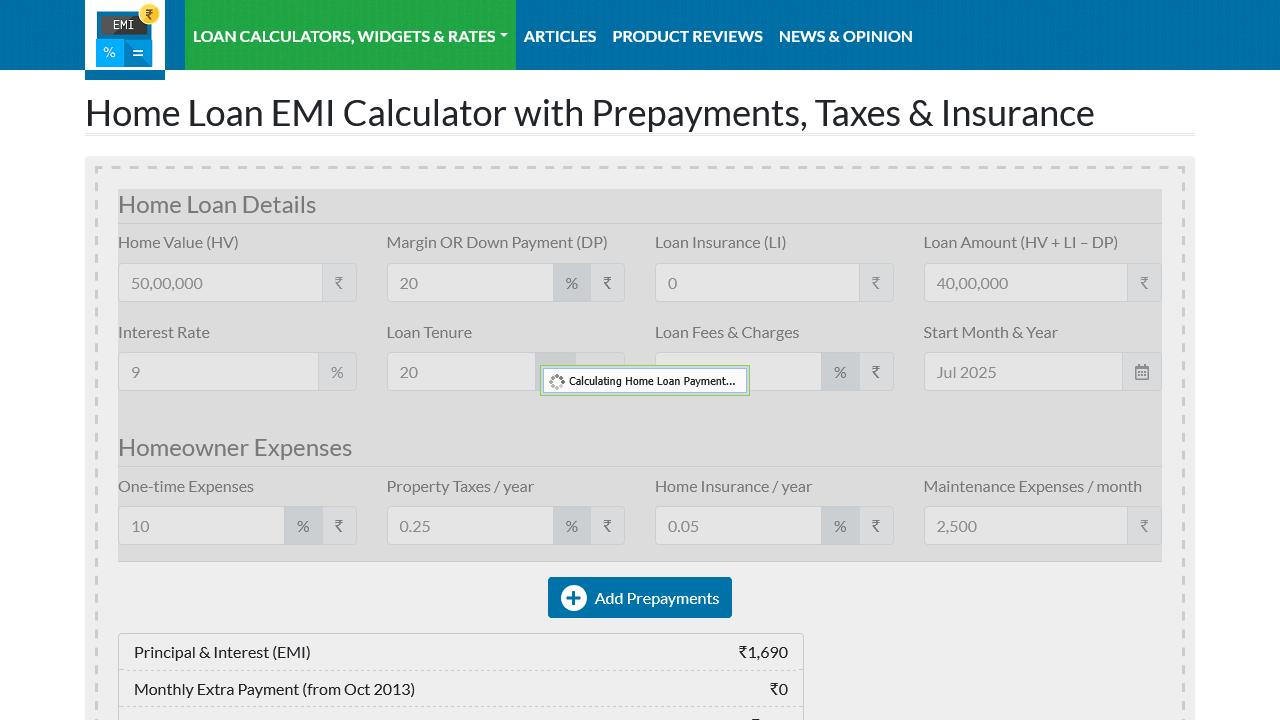 EMI
₹
%
=
LOAN CALCULATORS, WIDGETS & RATES
ARTICLES
PRODUCT REVIEWS
NEWS & OPINION
Home Loan EMI Calculator with Prepayments, Taxes & Insurance
Home Loan Details
Home Value (HV)
Margin OR Down Payment (DP)
Loan Insurance (LI)
Loan Amount (HV + LI – DP)
50,00,000 ₹
20 % ₹
0 ₹
40,00,000 ₹
Interest Rate
Loan Tenure
Loan Fees & Charges
Start Month & Year
9 %
20
% ₹
Jul 2025
Calculating Home Loan Payment...
Homeowner Expenses
One-time Expenses
Property Taxes / year
Home Insurance / year
Maintenance Expenses / month
10 % ₹
0.25 % ₹
0.05 % ₹
2,500 ₹
Add Prepayments
Principal & Interest (EMI) ₹1,690
Monthly Extra Payment (from Oct 2013) ₹0